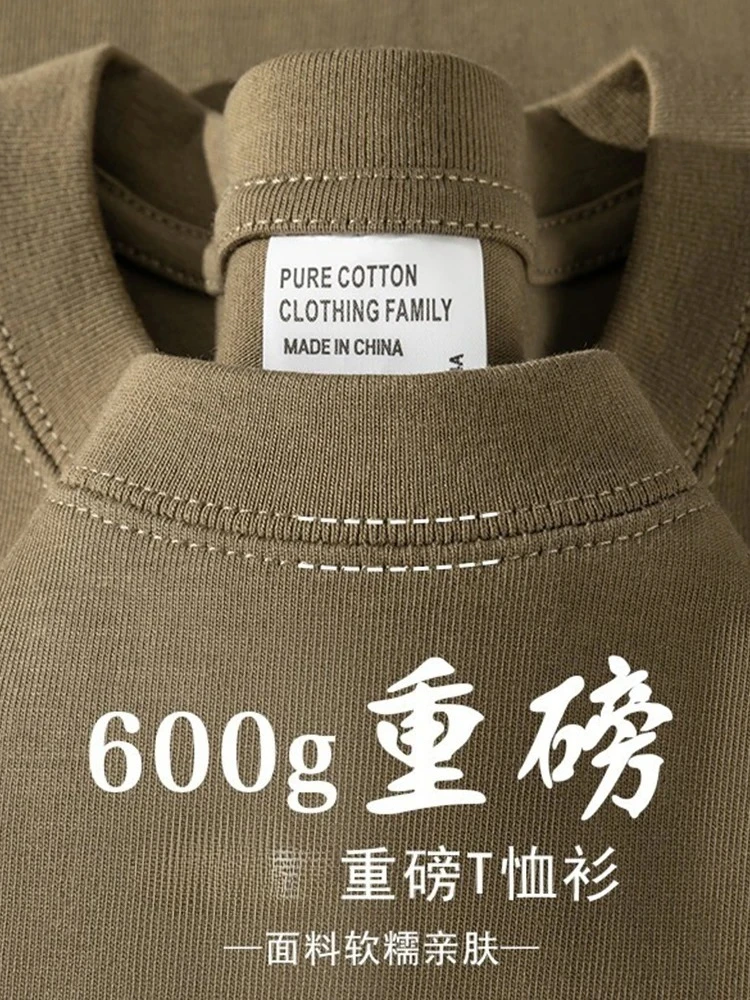 PURE COTTON
CLOTHING FAMILY
MADE IN CHINA
600g重磅
重磅T恤衫
—面料软糯亲肤—